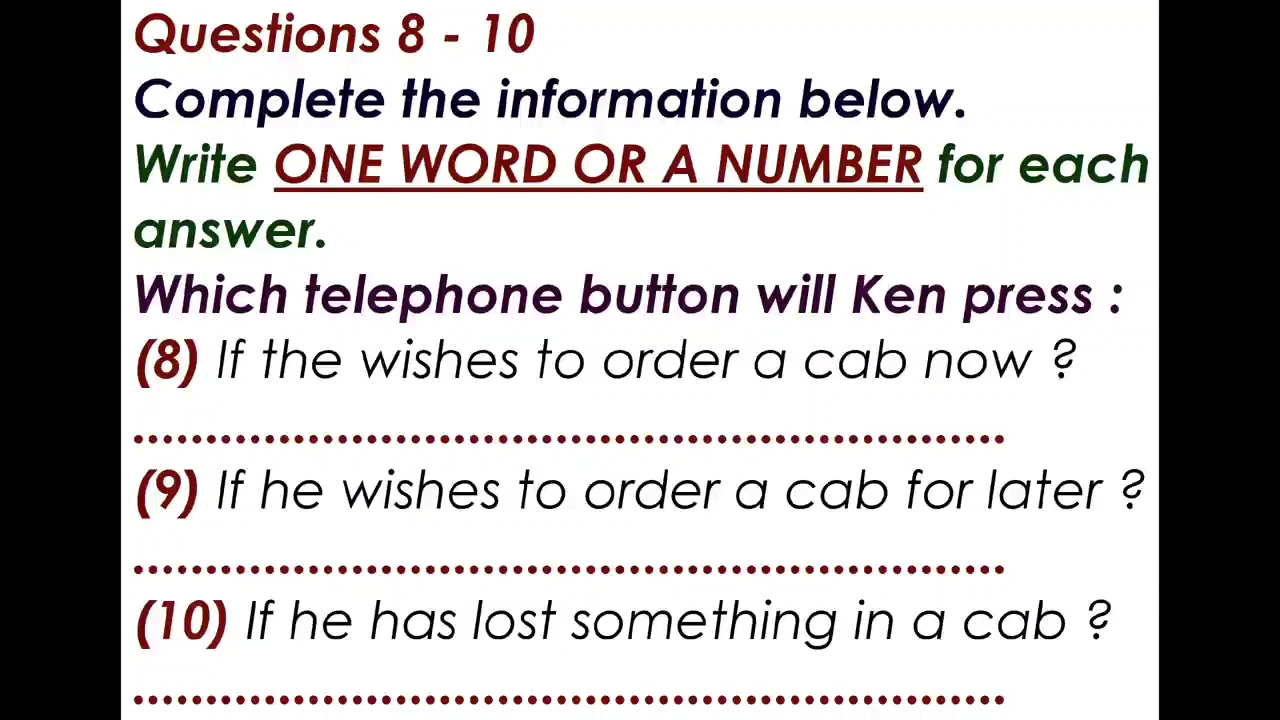 Questions 8 - 10
Complete the information below.
Write ONE WORD OR A NUMBER for each
answer.
Which telephone button will Ken press :
(8) If the wishes to order a cab now ?
............................................................
(9) If he wishes to order a cab for later ?
............................................................
(10) If he has lost something in a cab ?
............................................................